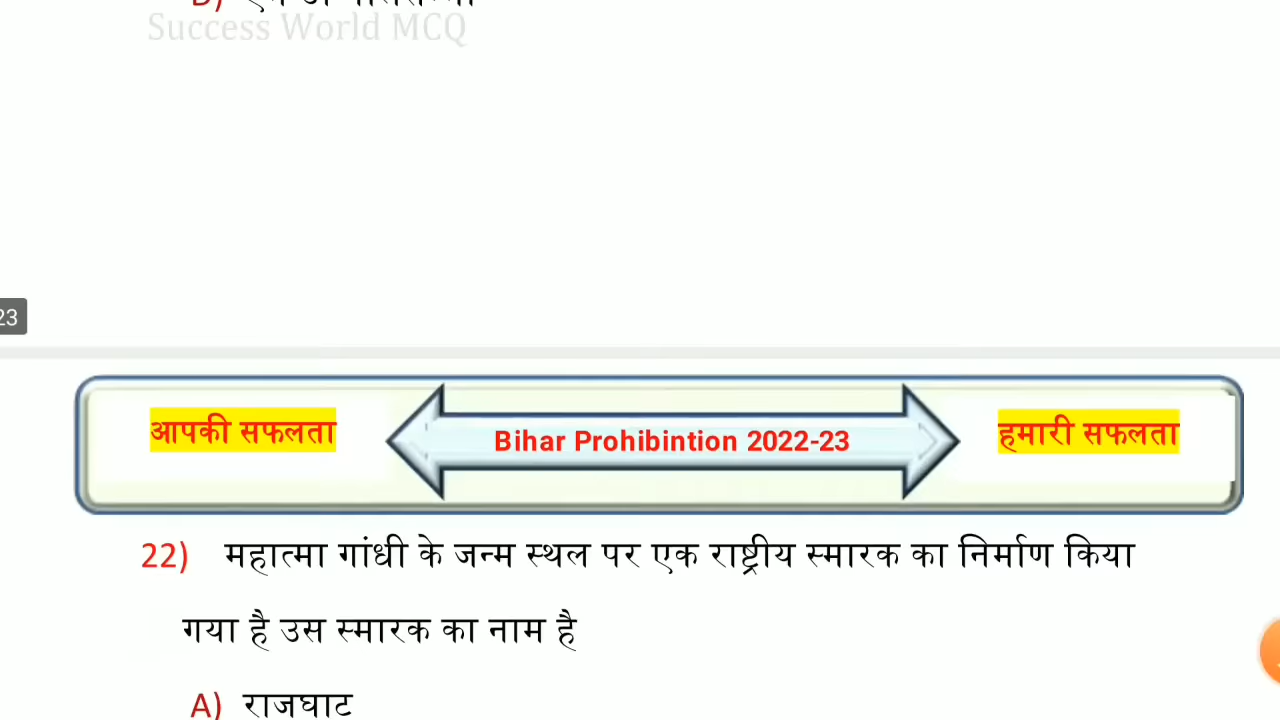 D)
Success World MCQ
23
आपकी सफलता
Bihar Prohibintion 2022-23
हमारी सफलता
22) महात्मा गांधी के जन्म स्थल पर एक राष्ट्रीय स्मारक का निर्माण किया
गया है उस स्मारक का नाम है
A) राजघाट